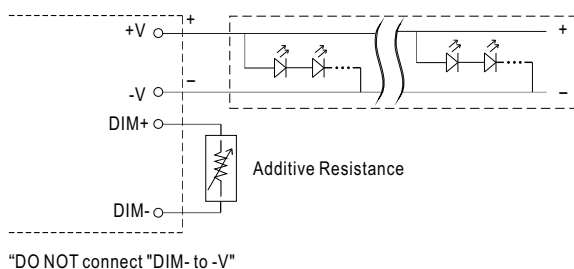 +V
+
+
-V
−
−
DIM+
Additive Resistance
DIM-
“DO NOT connect "DIM- to -V"